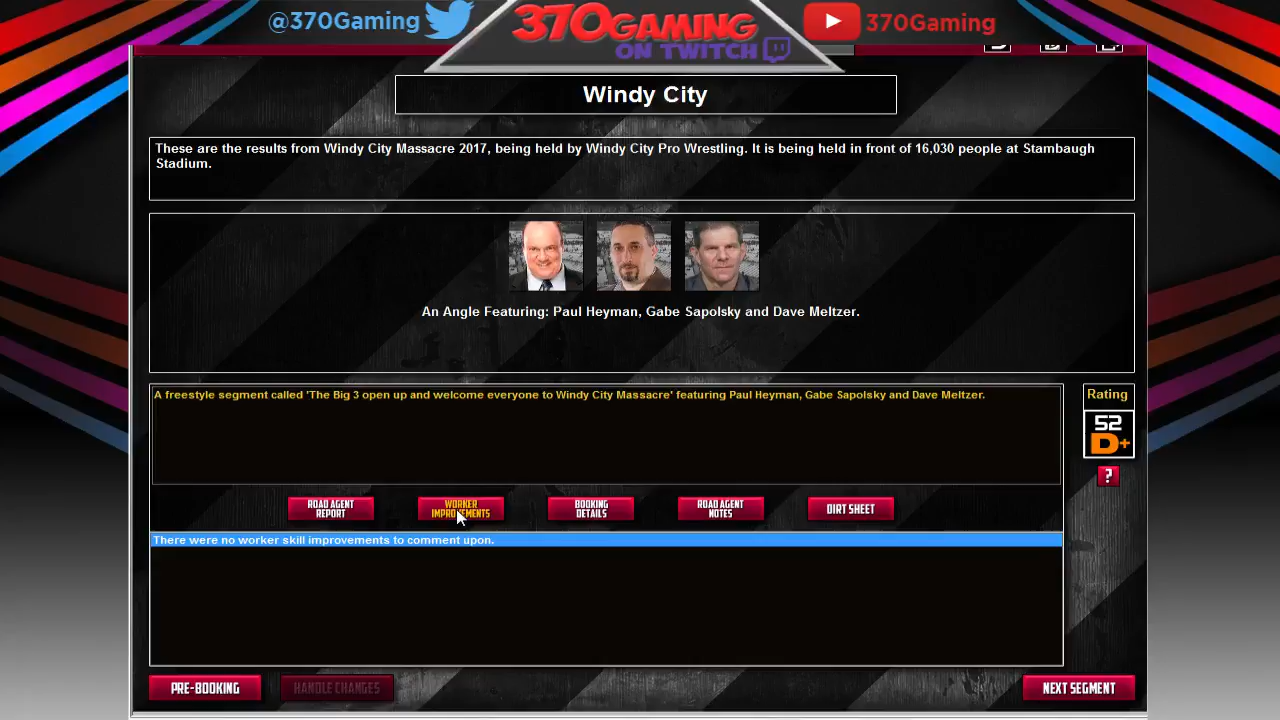 @370Gaming
370GAMING
ON TWITCH
370Gaming
Windy City
These are the results from Windy City Massacre 2017, being held by Windy City Pro Wrestling. It is being held in front of 16,030 people at Stambaugh
Stadium.
An Angle Featuring: Paul Heyman, Gabe Sapolsky and Dave Meltzer.
A freestyle segment called 'The Big 3 open up and welcome everyone to Windy City Massacre' featuring Paul Heyman, Gabe Sapolsky and Dave Meltzer.
Rating
52
D+
?
ROAD AGENT
REPORT
WORKER
IMPROVEMENTS
BOOKING
DETAILS
ROAD AGENT
NOTES
DIRT SHEET
There were no worker skill improvements to comment upon.
PRE-BOOKING
HANDLE CHANGES
NEXT SEGMENT